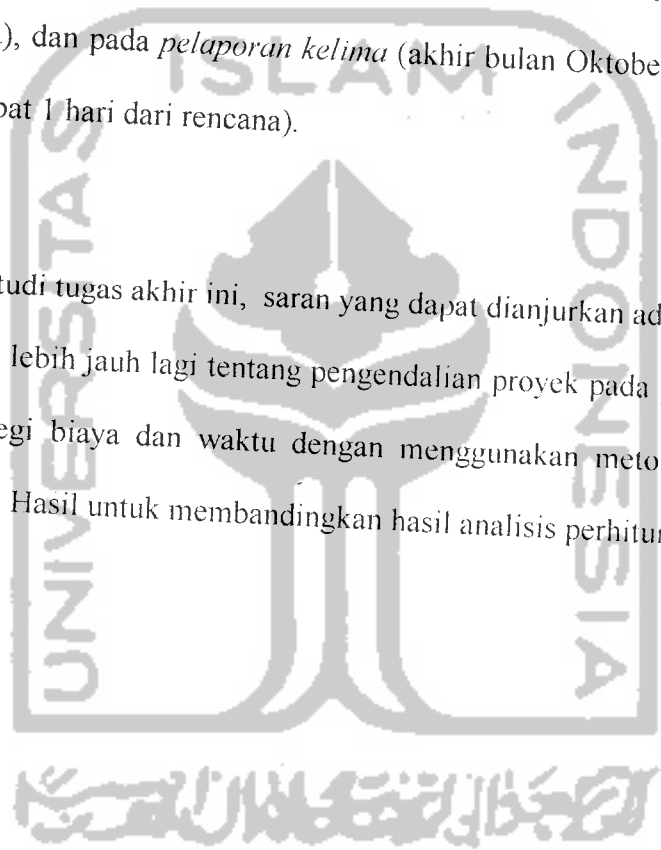 ), dan pada pelaporan kelima (akhir bulan Oktobe
pat 1 hari dari rencana).
tudi tugas akhir ini, saran yang dapat dianjurkan ad
lebih jauh lagi tentang pengendalian proyek pada
egi biaya dan waktu dengan menggunakan meto
Hasil untuk membandingkan hasil analisis perhitu
ISLAM
UNIVERSITAS
INDONESIA